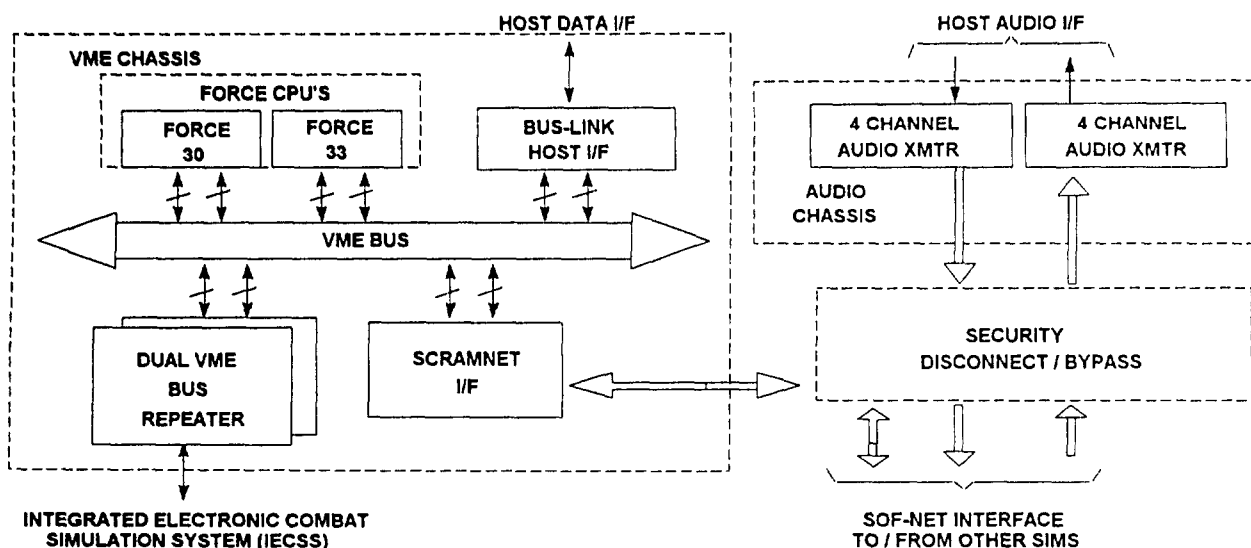 HOST DATA I/F
HOST AUDIO I/F
VME CHASSIS
FORCE CPU'S
FORCE
30
FORCE
33
BUS-LINK
HOST I/F
4 CHANNEL
AUDIO XMTR
4 CHANNEL
AUDIO XMTR
AUDIO
CHASSIS
VME BUS
DUAL VME
BUS
REPEATER
SCRAMNET
I/F
SECURITY
DISCONNECT / BYPASS
INTEGRATED ELECTRONIC COMBAT
SIMULATION SYSTEM (IECSS)
SOF-NET INTERFACE
TO / FROM OTHER SIMS